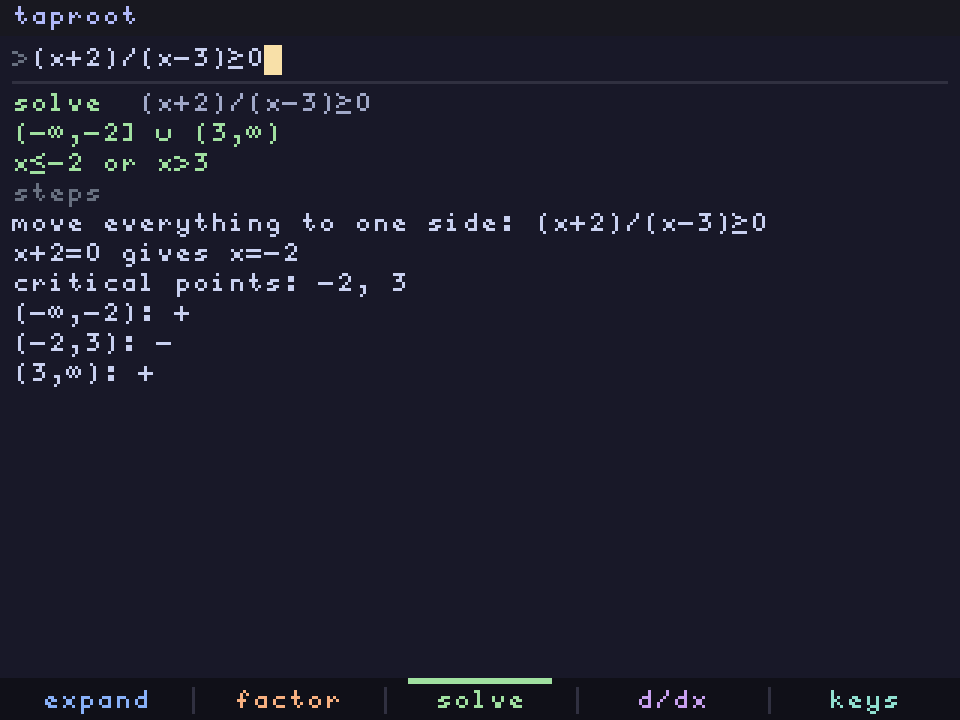 taproot
>(x+2)/(x-3)≥0
solve (x+2)/(x-3)≥0
(-∞,-2] ∪ (3,∞)
x≤-2 or x>3
steps
move everything to one side: (x+2)/(x-3)≥0
x+2=0 gives x=-2
critical points: -2, 3
(-∞,-2): +
(-2,3): -
(3,∞): +
expand factor solve d/dx keys